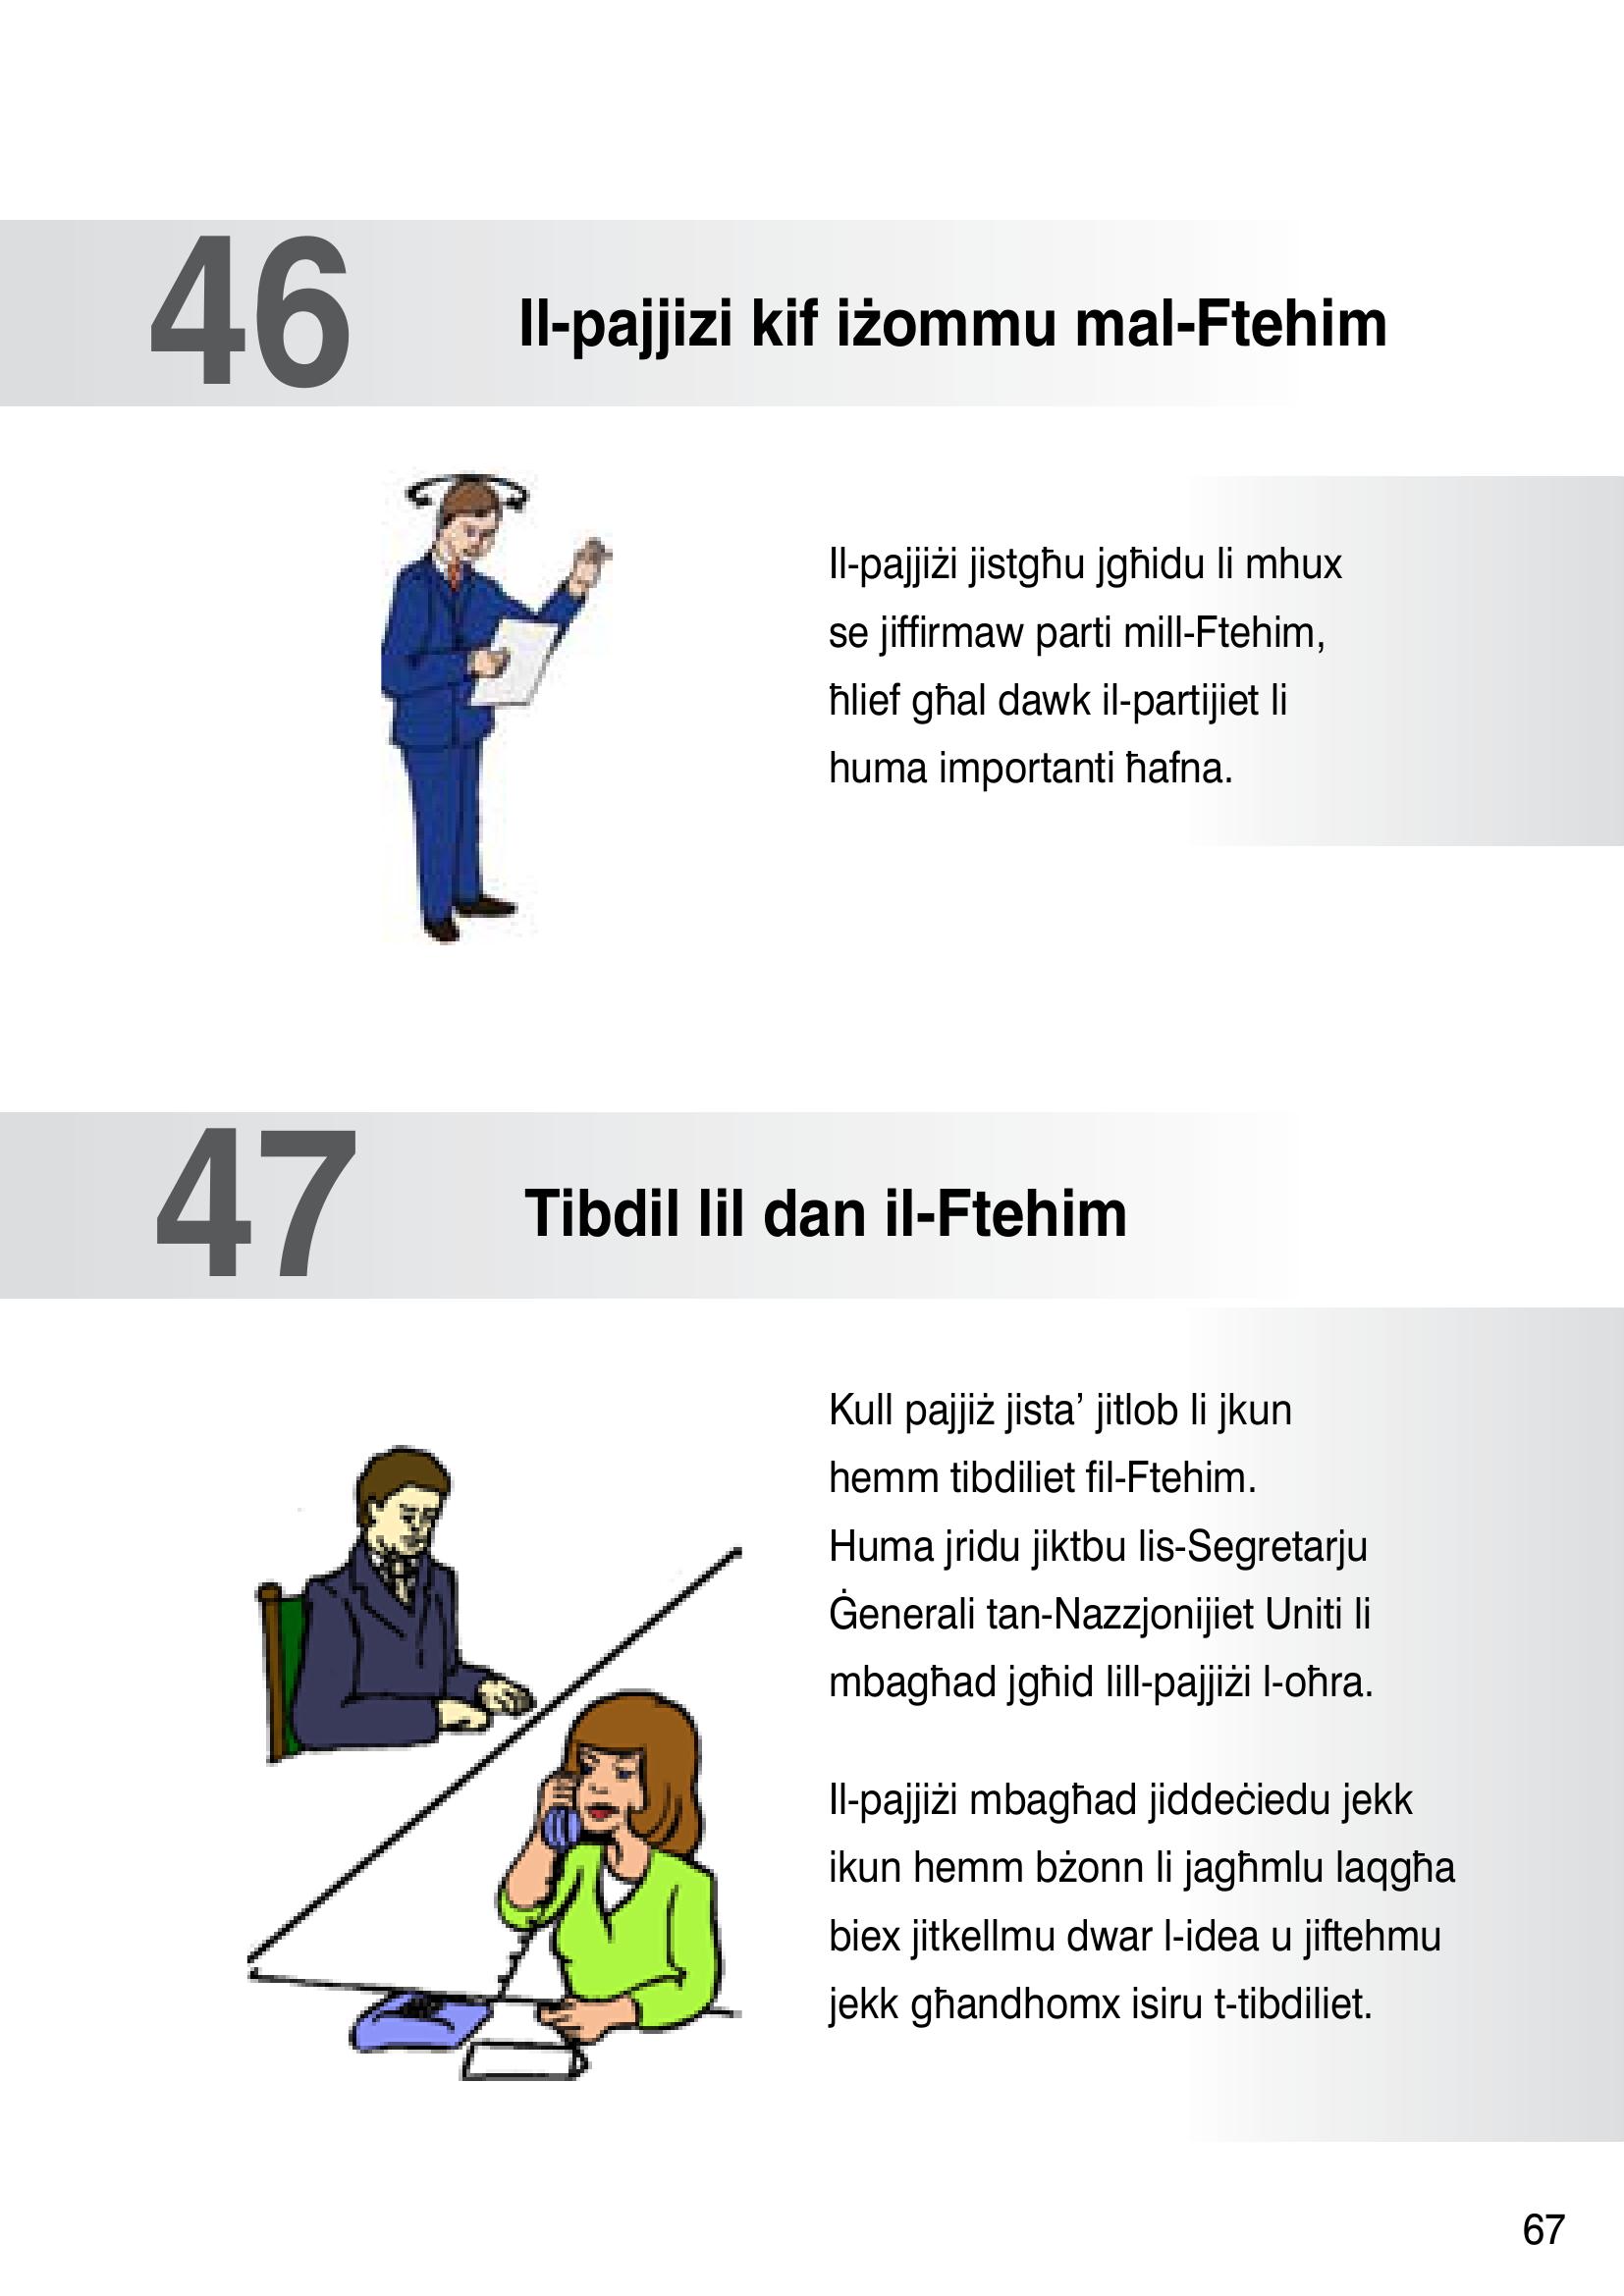 46
Il-pajjizi kif iżommu mal-Ftehim
Il-pajjiżi jistgħu jgħidu li mhux
se jiffirmaw parti mill-Ftehim,
ħlief għal dawk il-partijiet li
huma importanti ħafna.
47
Tibdil lil dan il-Ftehim
Kull pajjiż jista’ jitlob li jkun
hemm tibdiliet fil-Ftehim.
Huma jridu jiktbu lis-Segretarju
Ġenerali tan-Nazzjonijiet Uniti li
mbagħad jgħid lill-pajjiżi l-oħra.
Il-pajjiżi mbagħad jiddeċiedu jekk
ikun hemm bżonn li jagħmlu laqgħa
biex jitkellmu dwar l-idea u jiftehmu
jekk għandhomx isiru t-tibdiliet.
67